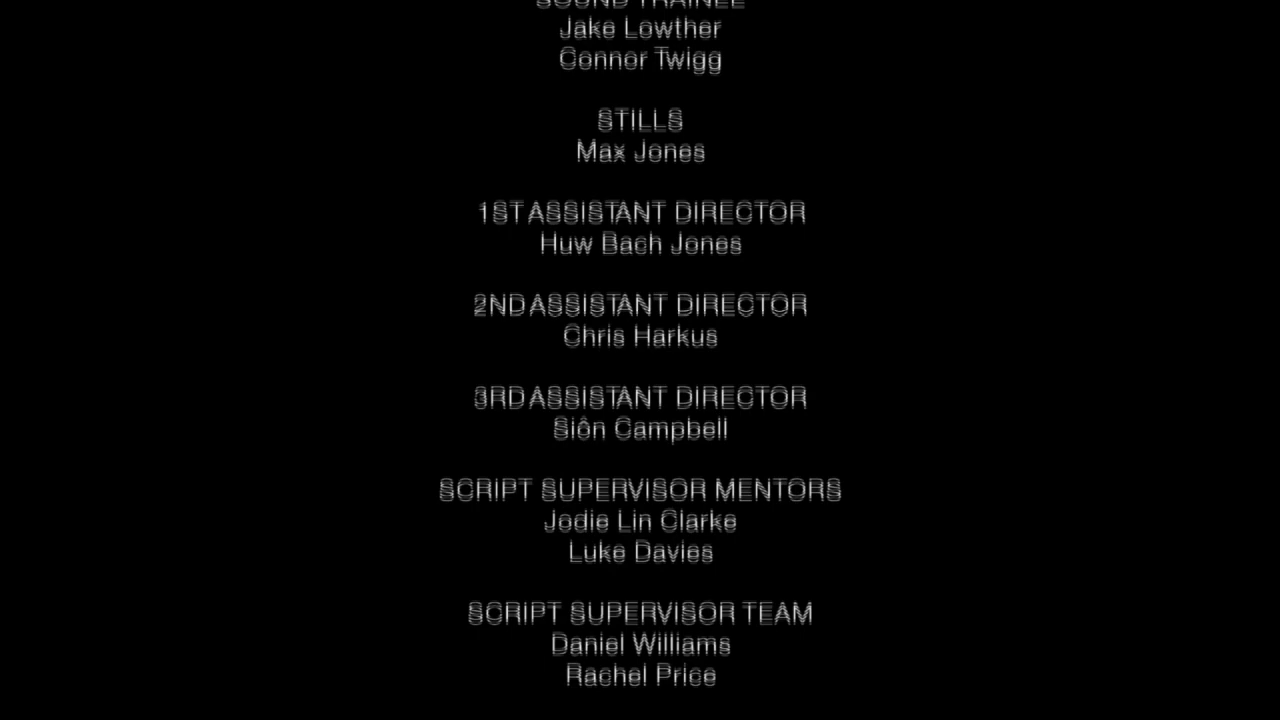 SOUND TRAINEE
Jake Lowther
Connor Twigg
STILLS
Max Jones
1ST ASSISTANT DIRECTOR
Huw Bach Jones
2ND ASSISTANT DIRECTOR
Chris Harkus
3RD ASSISTANT DIRECTOR
Siôn Campbell
SCRIPT SUPERVISOR MENTORS
Jodie Lin Clarke
Luke Davies
SCRIPT SUPERVISOR TEAM
Daniel Williams
Rachel Price